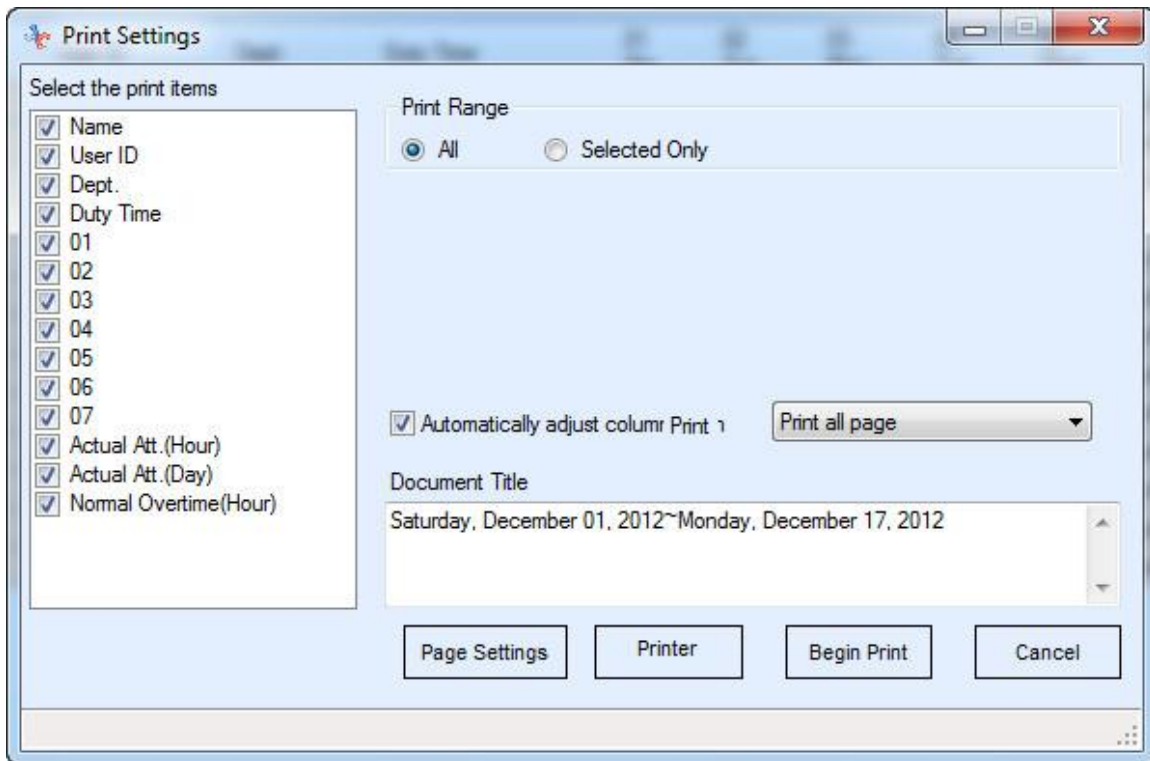 Print Settings
Select the print items
Name
User ID
Dept.
Duty Time
01
02
03
04
05
06
07
Actual Att.(Hour)
Actual Att.(Day)
Normal Overtime(Hour)
Print Range
All Selected Only
Automatically adjust colum Print Print all page
Document Title
Saturday, December 01, 2012~Monday, December 17, 2012
Page Settings Printer Begin Print Cancel